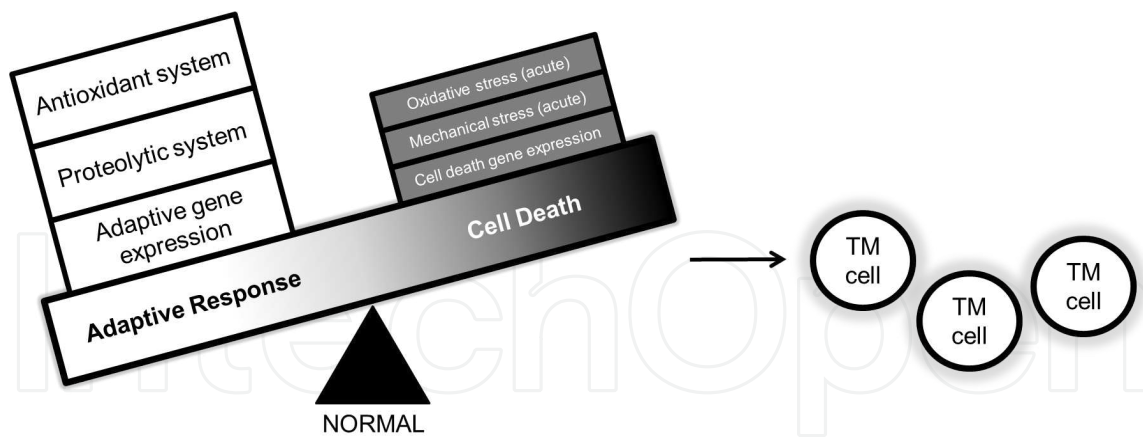 Antioxidant system
Proteolytic system
Adaptive gene
expression
Adaptive Response
Oxidative stress (acute)
Mechanical stress (acute)
Cell death gene expression
Cell Death
NORMAL
TM
cell
TM
cell
TM
cell
IntechOpen